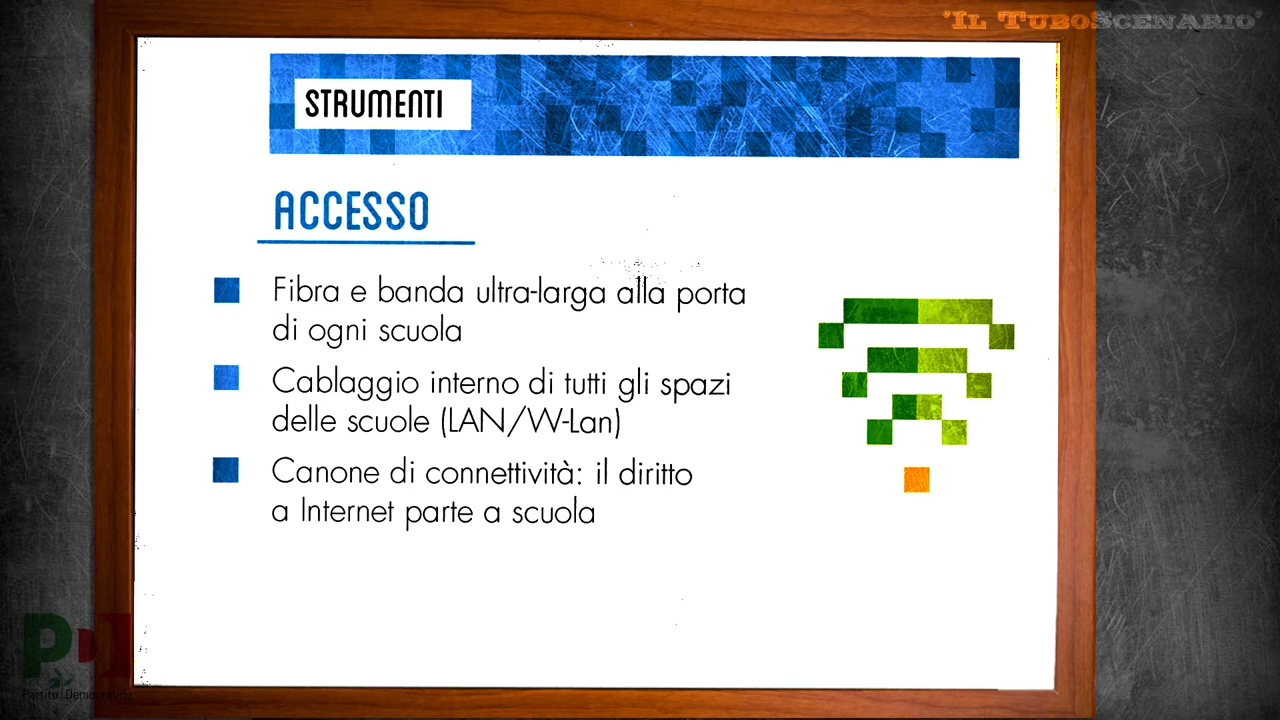 'Il TuboScenario'
STRUMENTI
ACCESSO
Fibra e banda ultra-larga alla porta
di ogni scuola
Cablaggio interno di tutti gli spazi
delle scuole (LAN/W-Lan)
Canone di connettività: il diritto
a Internet parte a scuola
PD
Partito Democratico